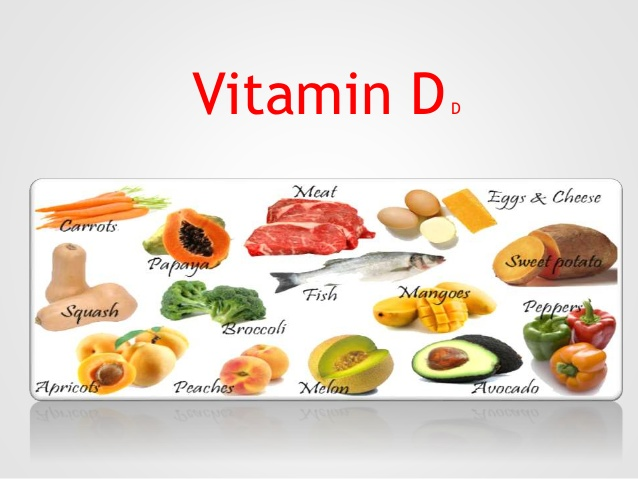 Vitamin D D
Meat
Eggs & Cheese
Carrots
Papaya
Sweet potato
Fish
Mangoes
Squash
Peppers
Broccoli
Apricots
Peaches
Melon
Avocado